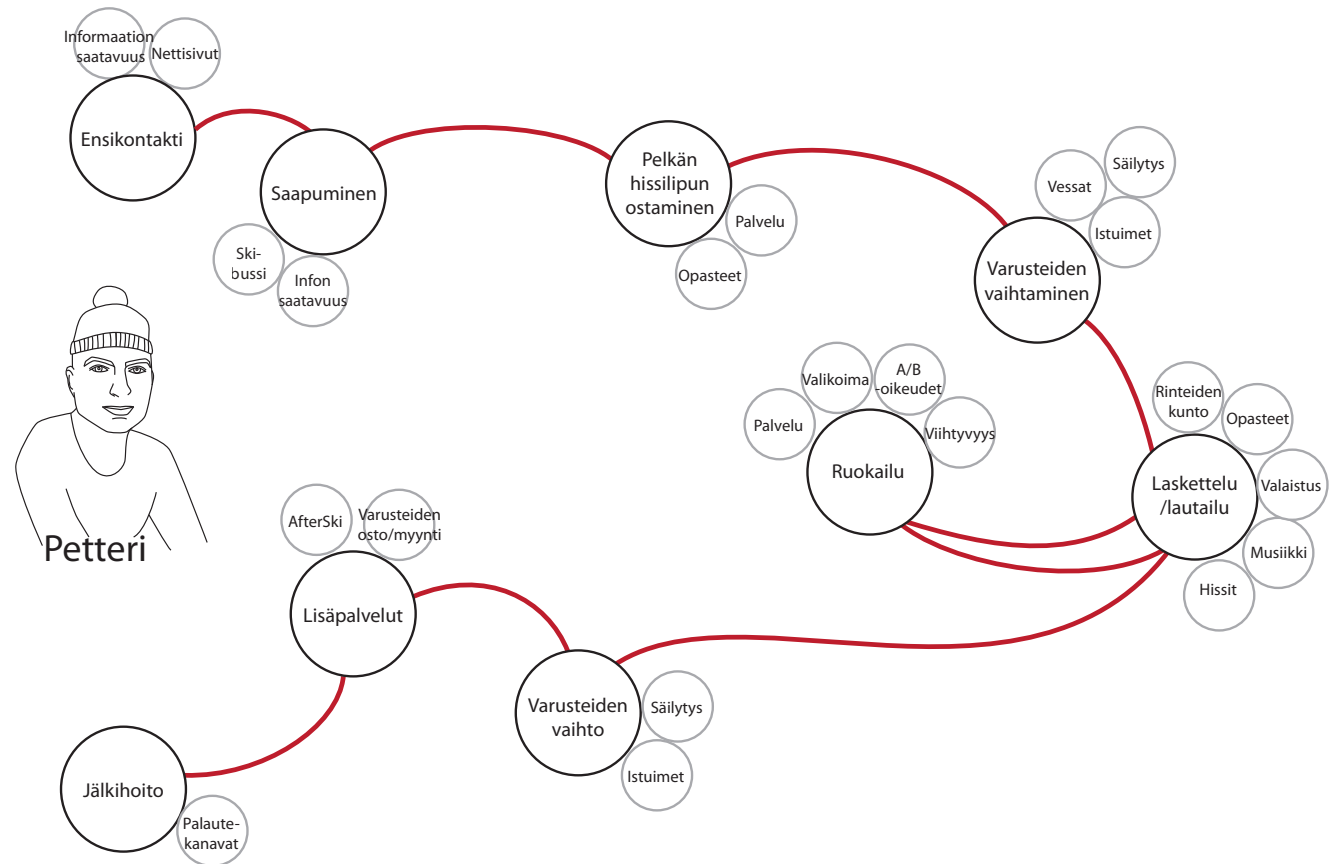 Informaation
saatavuus
Nettisivut
Ensikontakti
Saapuminen
Ski-
bussi
Infon
saatavuus
Pelkän
hissilipun
ostaminen
Palvelu
Opasteet
Vessat
Säilytys
Istuimet
Varusteiden
vaihtaminen
Rinteiden
kunto
Opasteet
Valaistus
Musiikki
Hissit
Laskettelu
/lautailu
Palvelu
Valikoima
A/B
-oikeudet
Viihtyvyys
Ruokailu
Petteri
AfterSki
Varusteiden
osto/myynti
Lisäpalvelut
Varusteiden
vaihto
Säilytys
Istuimet
Jälkihoito
Palaute-
kanavat